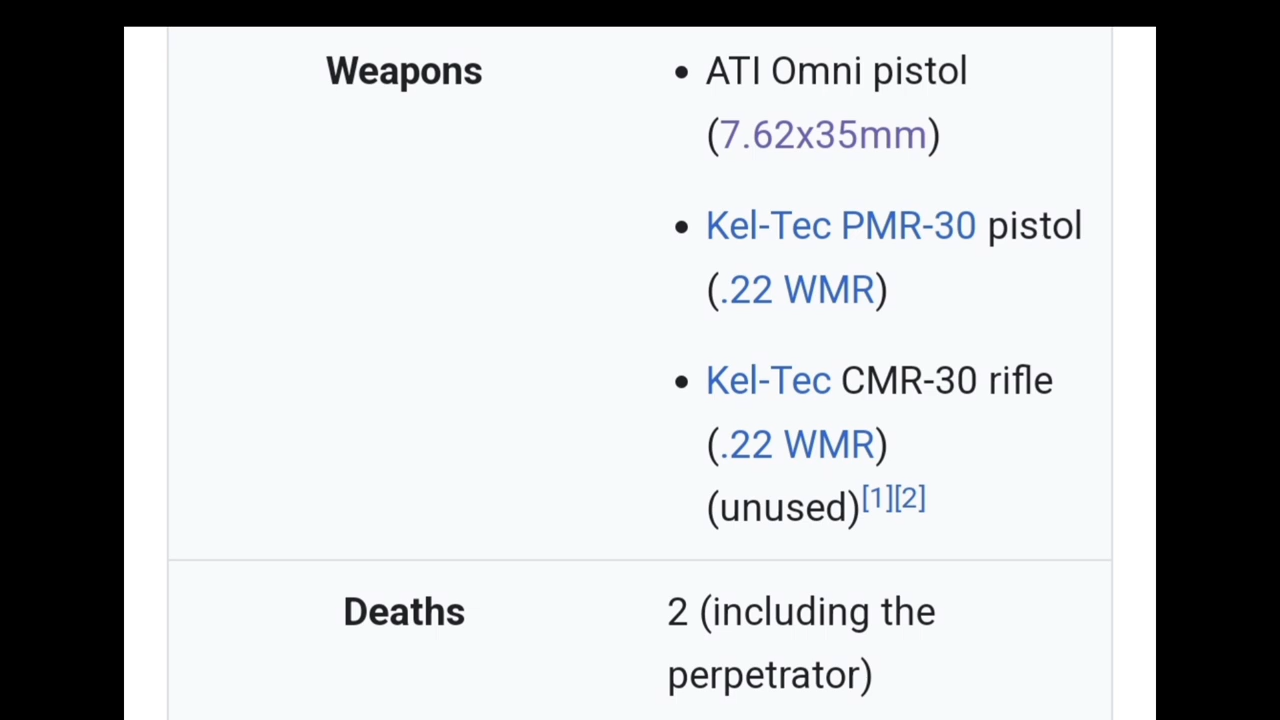 Weapons
• ATI Omni pistol
(7.62x35mm)
• Kel-Tec PMR-30 pistol
(.22 WMR)
• Kel-Tec CMR-30 rifle
(.22 WMR)
(unused)[1][2]
Deaths
2 (including the
perpetrator)